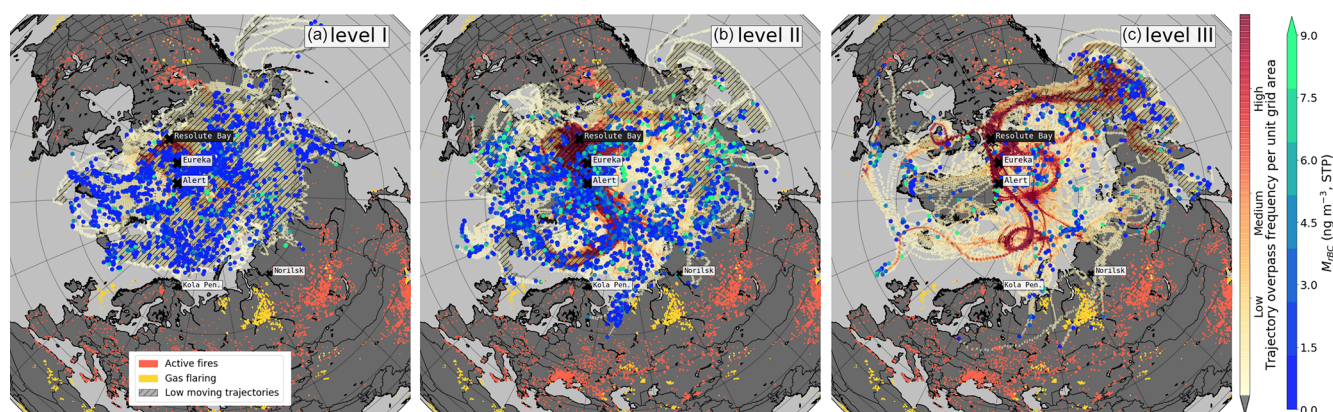 (a) level I
Resolute Bay
Eureka
Alert
Norilsk
Kola Pen.
Active fires
Gas flaring
Low moving trajectories
(b) level II
Resolute Bay
Eureka
Alert
Norilsk
Kola Pen.
(c) level III
Resolute Bay
Eureka
Alert
Norilsk
Kola Pen.
High
Medium
Low
Trajectory overpass frequency per unit grid area
9.0
7.5
6.0
4.5
3.0
1.5
0.0
M_rBC (ng m⁻³, STP)